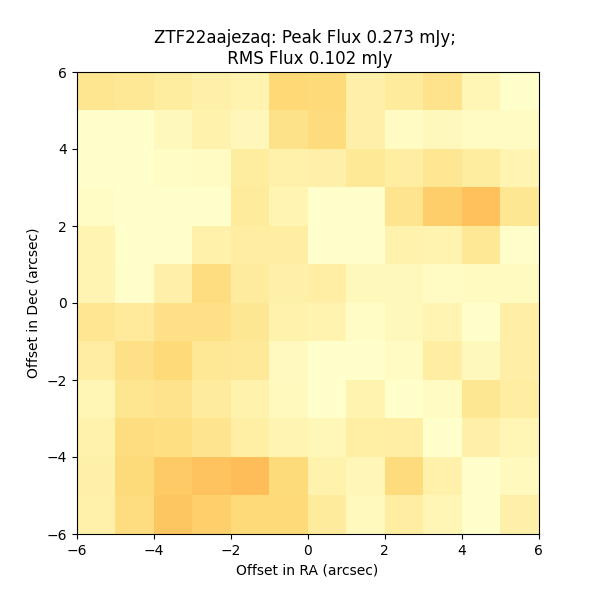 ZTF22aajezaq: Peak Flux 0.273 mJy;
RMS Flux 0.102 mJy
6
4
2
0
−2
−4
−6
Offset in Dec (arcsec)
−6 −4 −2 0 2 4 6
Offset in RA (arcsec)